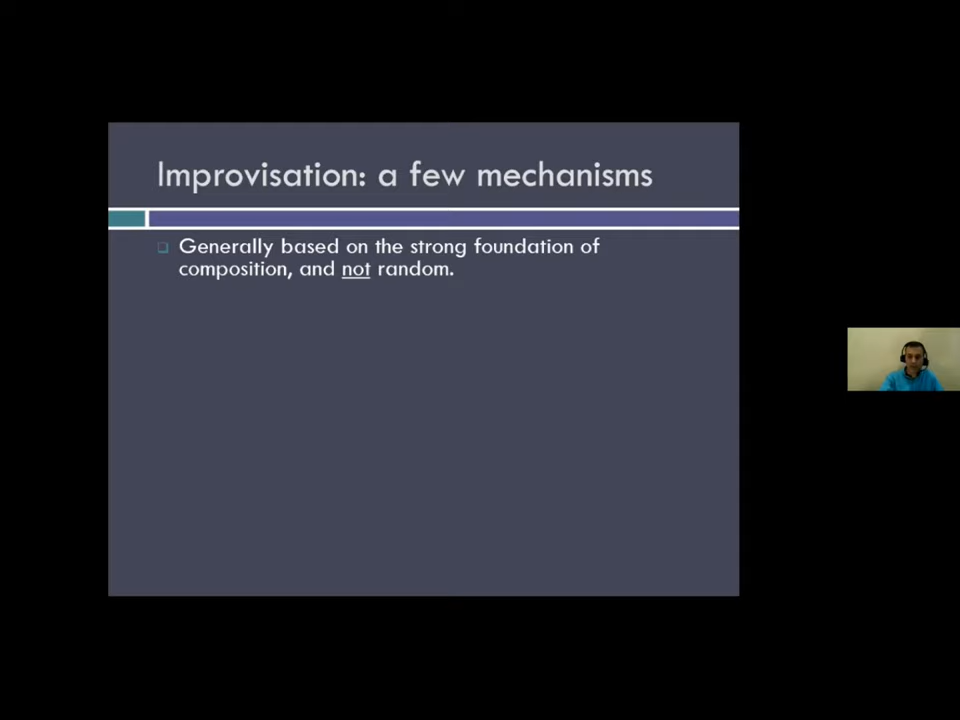 Improvisation: a few mechanisms
Generally based on the strong foundation of
composition, and not random.